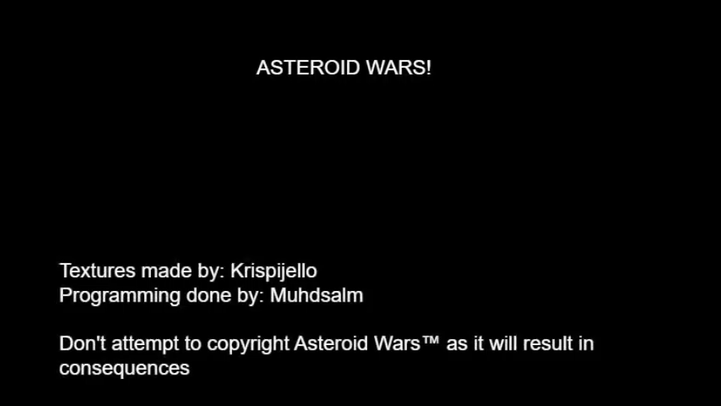 ASTEROID WARS!
Textures made by: Krispijello
Programming done by: Muhdsalm
Don't attempt to copyright Asteroid Wars™ as it will result in
consequences